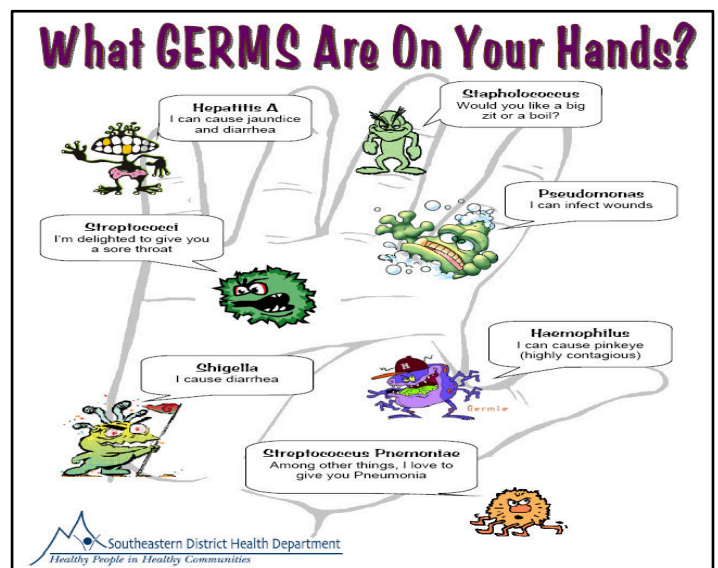 What GERMS Are On Your Hands?
Hepatitis A
I can cause jaundice
and diarrhea
Stapholococcus
Would you like a big
zit or a boil?
Pseudomonas
I can infect wounds
Streptococci
I'm delighted to give you
a sore throat
Haemophilus
I can cause pinkeye
(highly contagious)
Shigella
I cause diarrhea
Germie
Streptococcus Pnemoniae
Among other things, I love to
give you Pneumonia
Southeastern District Health Department
Healthy People in Healthy Communities